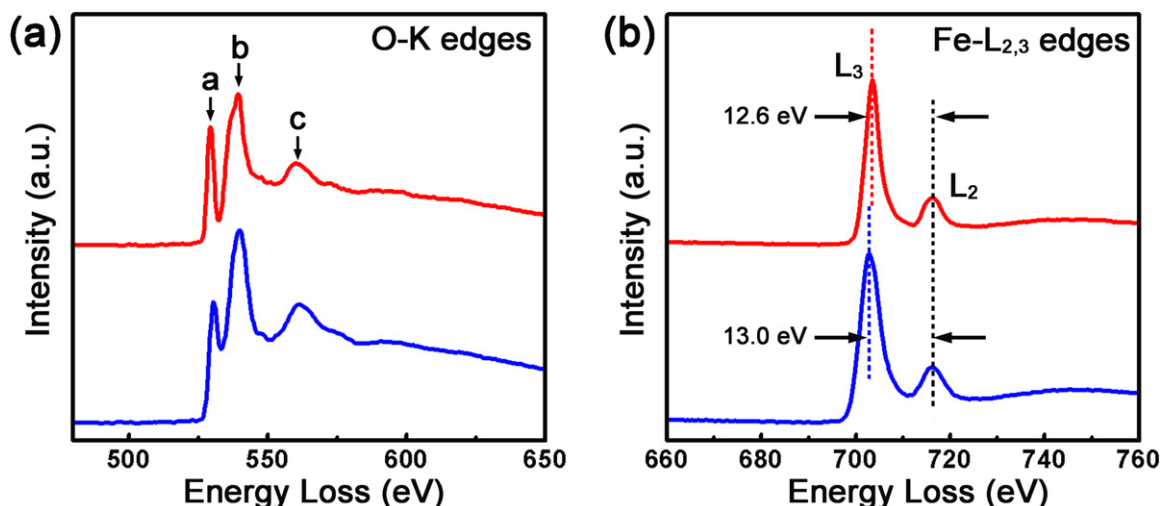 (a)
O-K edges
a
b
c
Intensity (a.u.)
500 550 600 650
Energy Loss (eV)
(b)
Fe-L2,3 edges
L3
12.6 eV
L2
13.0 eV
Intensity (a.u.)
660 680 700 720 740 760
Energy Loss (eV)